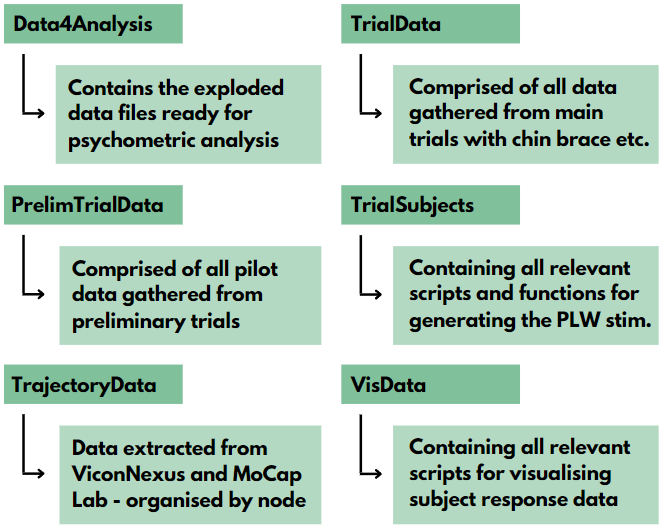 Data4Analysis
Contains the exploded
data files ready for
psychometric analysis
TrialData
Comprised of all data
gathered from main
trials with chin brace etc.
PrelimTrialData
Comprised of all pilot
data gathered from
preliminary trials
TrialSubjects
Containing all relevant
scripts and functions for
generating the PLW stim.
TrajectoryData
Data extracted from
ViconNexus and MoCap
Lab - organised by node
VisData
Containing all relevant
scripts for visualising
subject response data